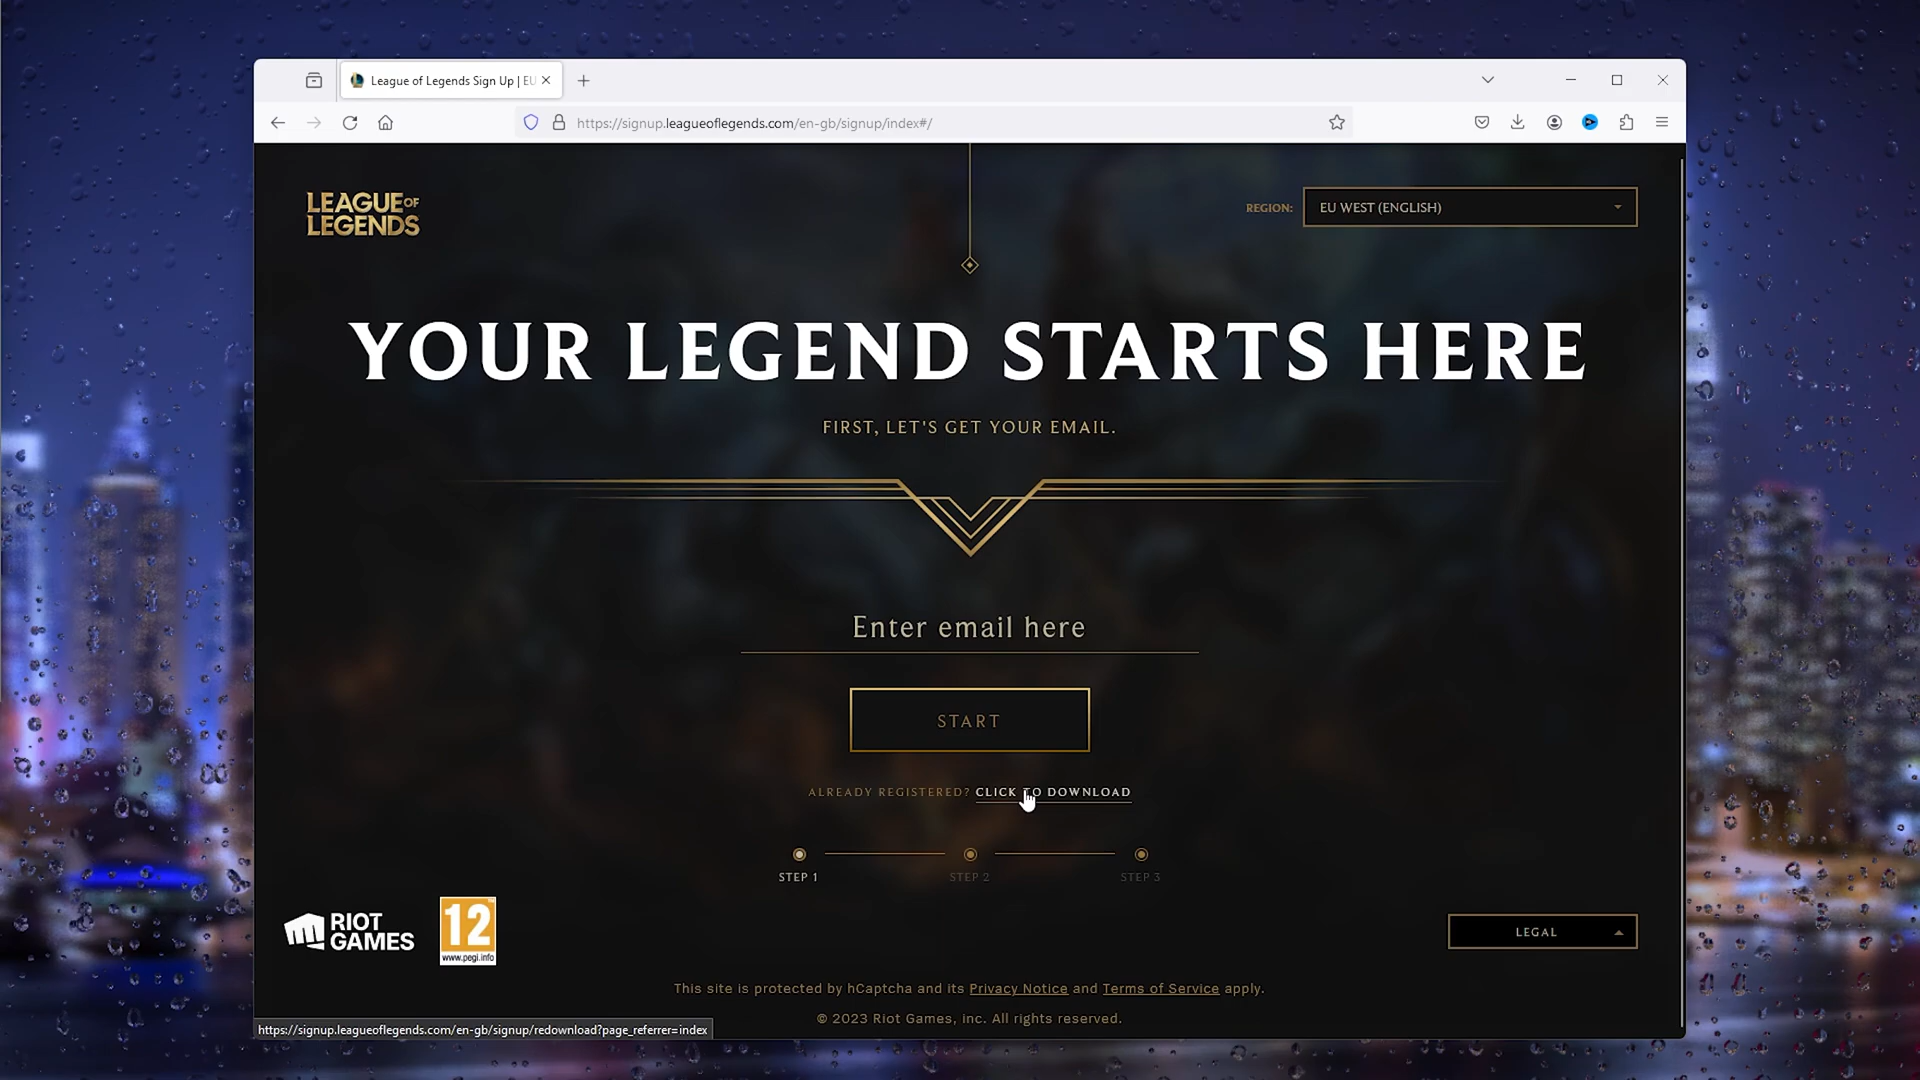 League of Legends Sign Up | EU
https://signup.leagueoflegends.com/en-gb/signup/index#/
LEAGUE OF
LEGENDS
REGION:
EU WEST (ENGLISH)
YOUR LEGEND STARTS HERE
FIRST, LET'S GET YOUR EMAIL.
Enter email here
START
ALREADY REGISTERED? CLICK TO DOWNLOAD
STEP 1
STEP 2
STEP 3
RIOT
GAMES
12
www.pegi.info
LEGAL
This site is protected by hCaptcha and its Privacy Notice and Terms of Service apply.
© 2023 Riot Games, inc. All rights reserved.
https://signup.leagueoflegends.com/en-gb/signup/redownload?page_referrer=index